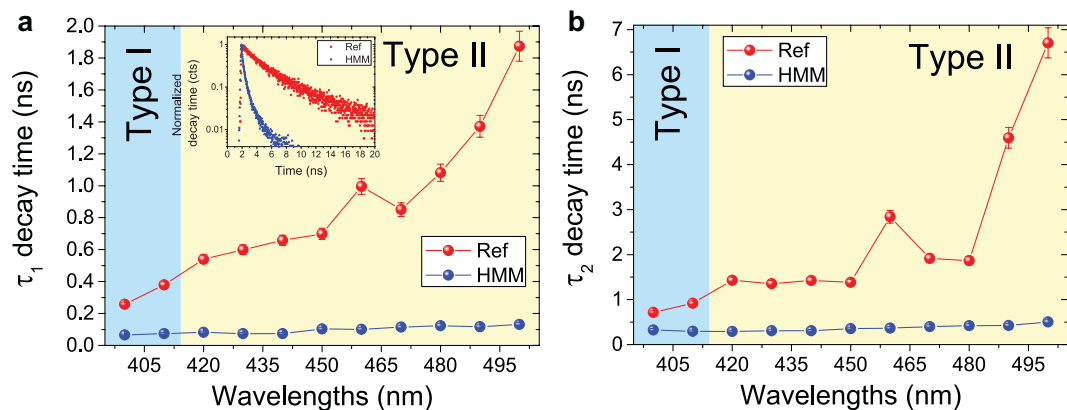 a
Type I
Type II
τ1 decay time (ns)
2.0
1.8
1.6
1.4
1.2
1.0
0.8
0.6
0.4
0.2
0.0
405 420 435 450 465 480 495
Wavelengths (nm)
Ref
HMM
Normalized
decay time (cts)
1
0.1
0.01
0 2 4 6 8 10 12 14 16 18 20
Time (ns)
Ref
HMM
b
Type I
Type II
τ2 decay time (ns)
7
6
5
4
3
2
1
0
405 420 435 450 465 480 495
Wavelengths (nm)
Ref
HMM